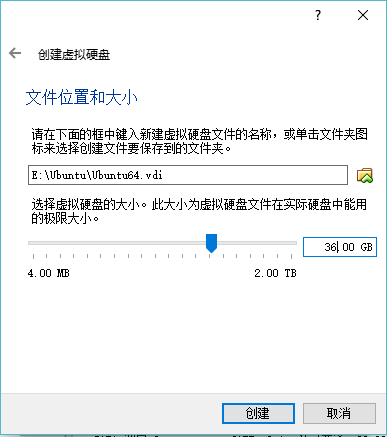 ?
创建虚拟硬盘
文件位置和大小
请在下面的框中键入新建虚拟硬盘文件的名称，或单击文件夹图
标来选择创建文件要保存到的文件夹。
E:\Ubuntu\Ubuntu64.vdi
选择虚拟硬盘的大小。此大小为虚拟硬盘文件在实际硬盘中能用
的极限大小。
36.00 GB
4.00 MB 2.00 TB
创建 取消